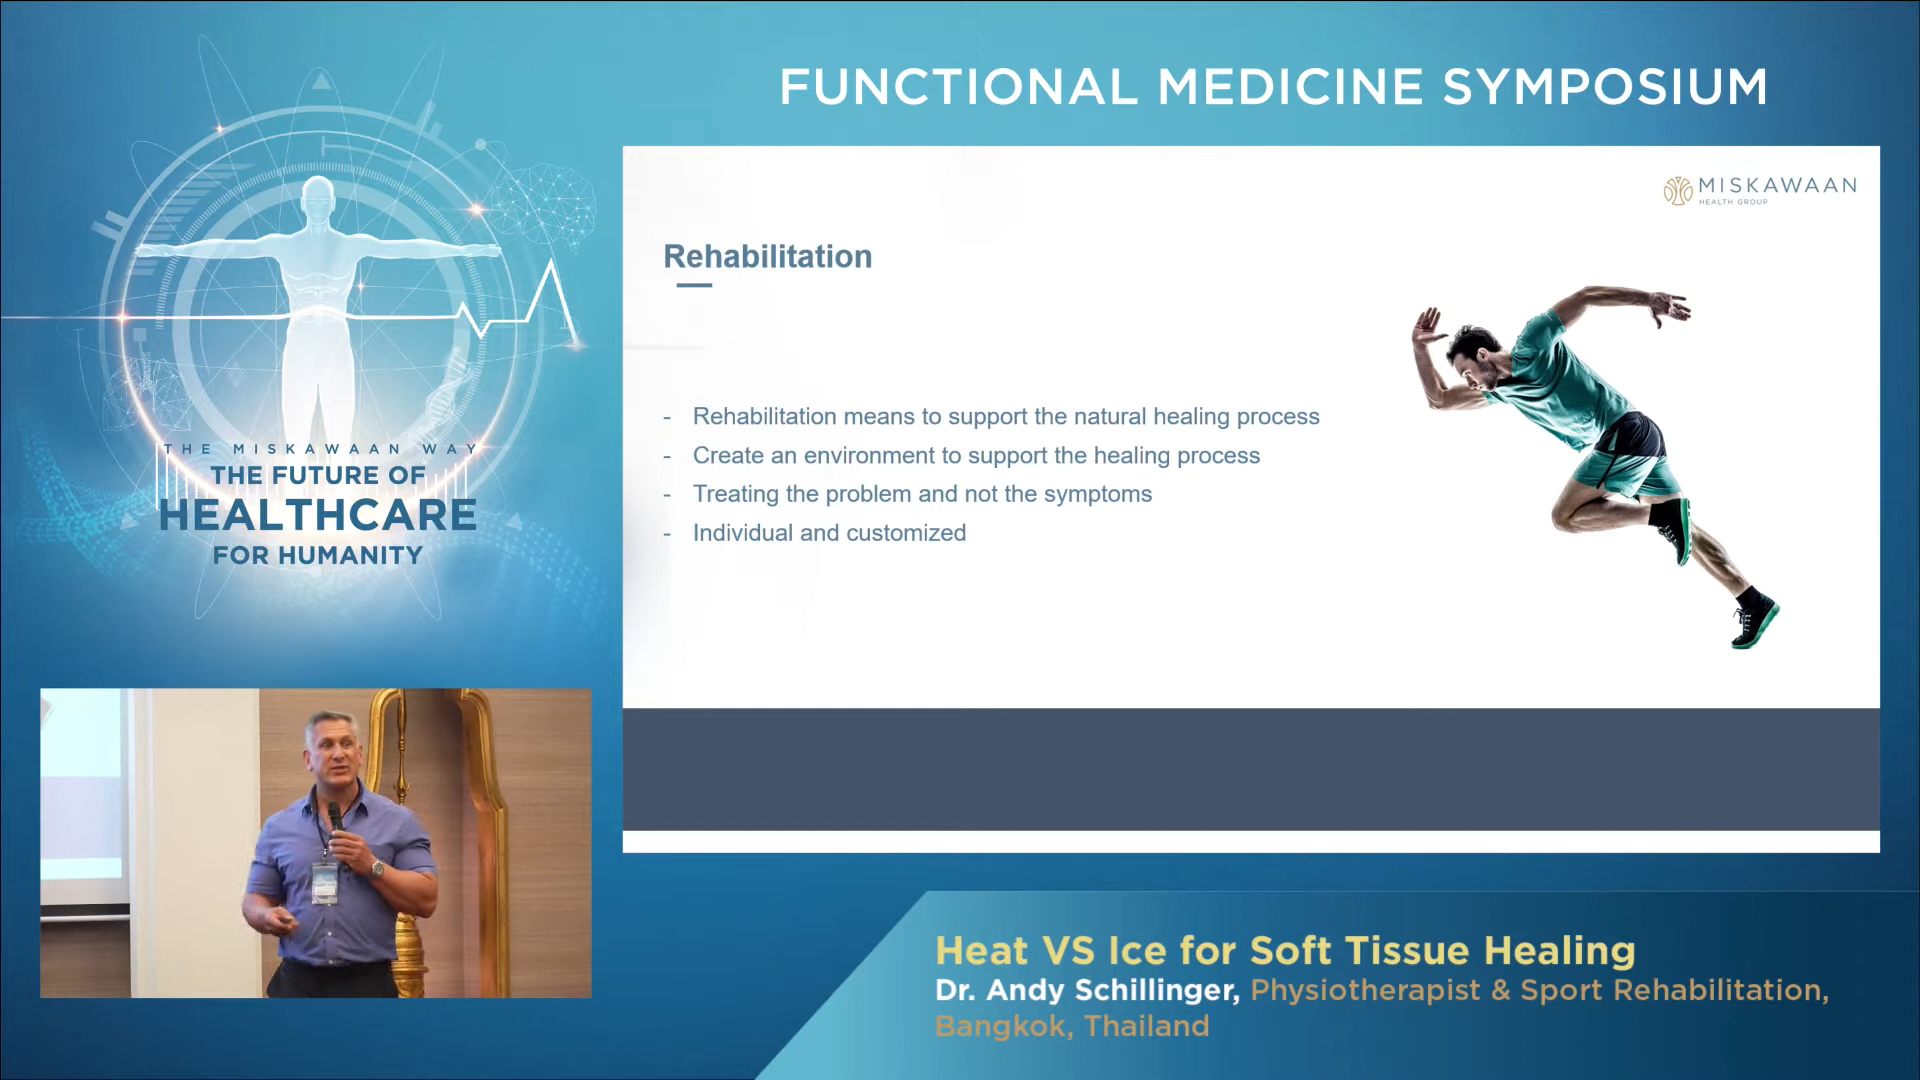 FUNCTIONAL MEDICINE SYMPOSIUM
MISKAWAAN
HEALTH GROUP
Rehabilitation
- Rehabilitation means to support the natural healing process
- Create an environment to support the healing process
- Treating the problem and not the symptoms
- Individual and customized
THE MISKAWAAN WAY
THE FUTURE OF
HEALTHCARE
FOR HUMANITY
Heat VS Ice for Soft Tissue Healing
Dr. Andy Schillinger, Physiotherapist & Sport Rehabilitation,
Bangkok, Thailand